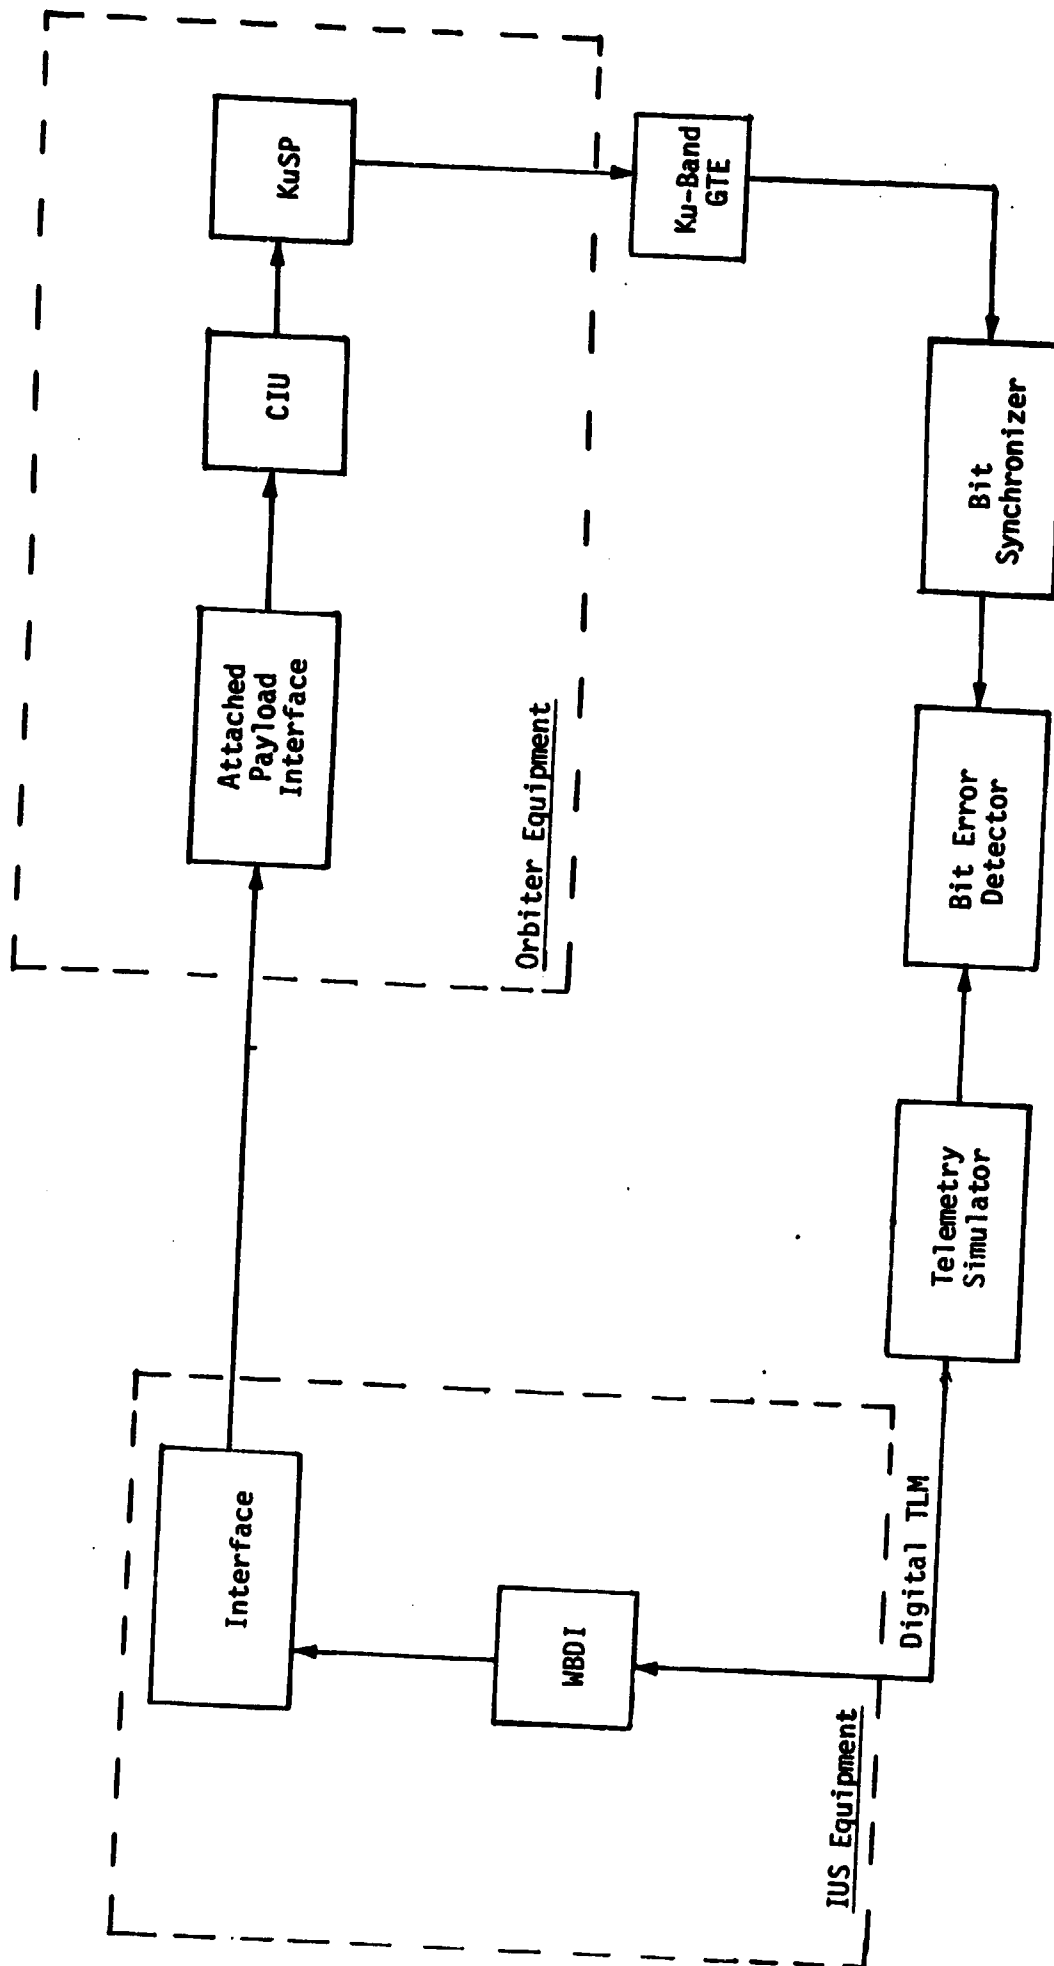 Interface
Attached
Payload
Interface
CIU
KuSP
WBDI
Orbiter Equipment
Ku-Band
GTE
IUS Equipment
Digital TLM
Telemetry
Simulator
Bit Error
Detector
Bit
Synchronizer